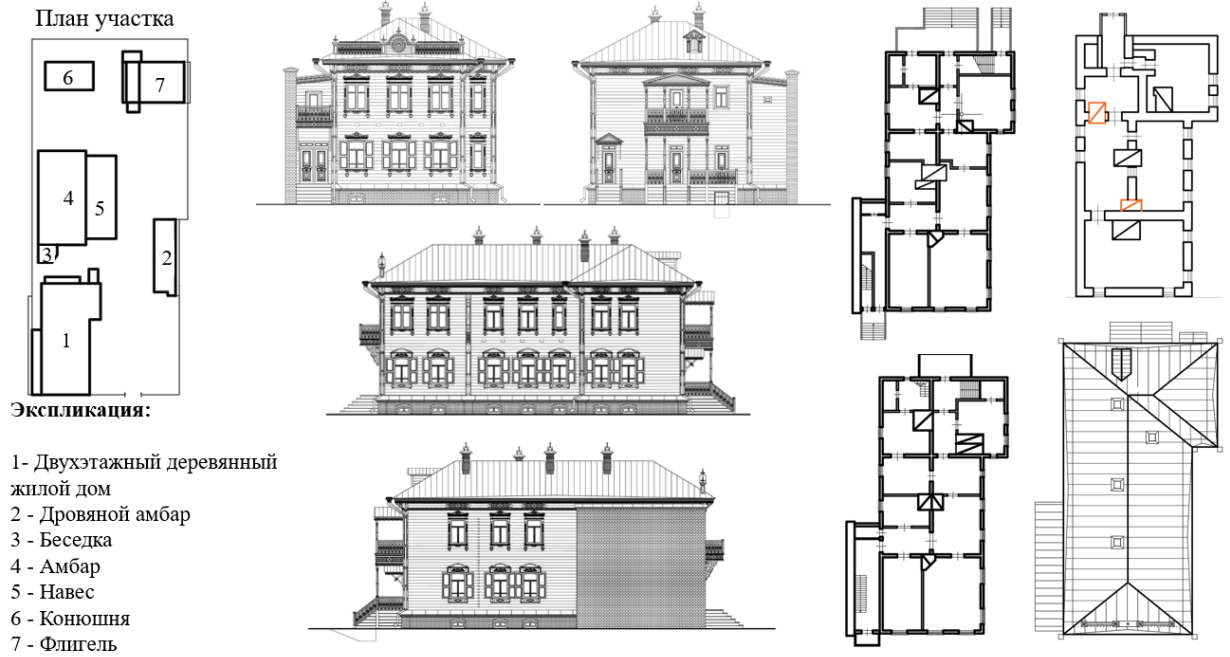 План участка
6
7
4
5
3
2
1
Экспликация:
1- Двухэтажный деревянный
жилой дом
2 - Дровяной амбар
3 - Беседка
4 - Амбар
5 - Навес
6 - Конюшня
7 - Флигель